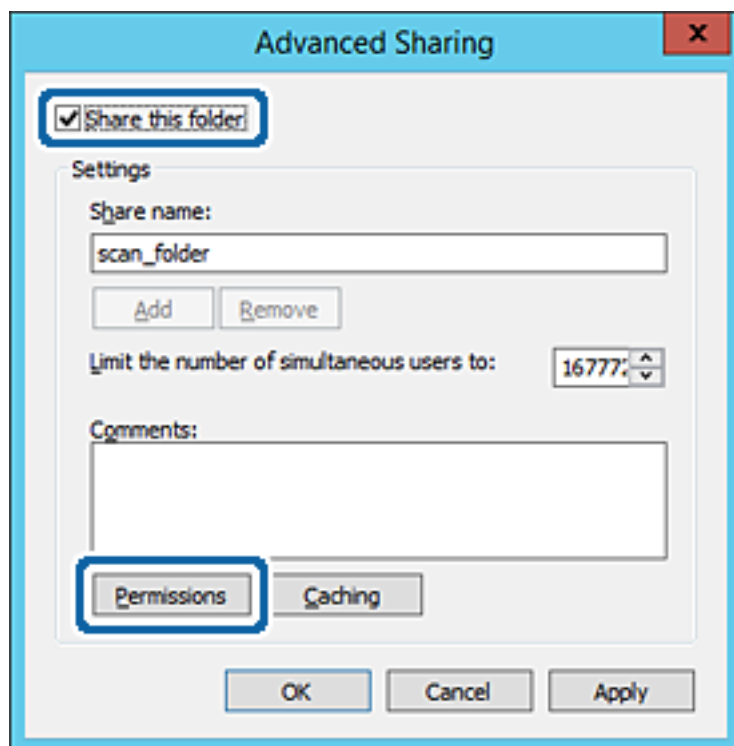 Advanced Sharing
x
Share this folder
Settings
Share name:
scan_folder
Add Remove
Limit the number of simultaneous users to:
Comments:
Permissions Caching
OK Cancel Apply